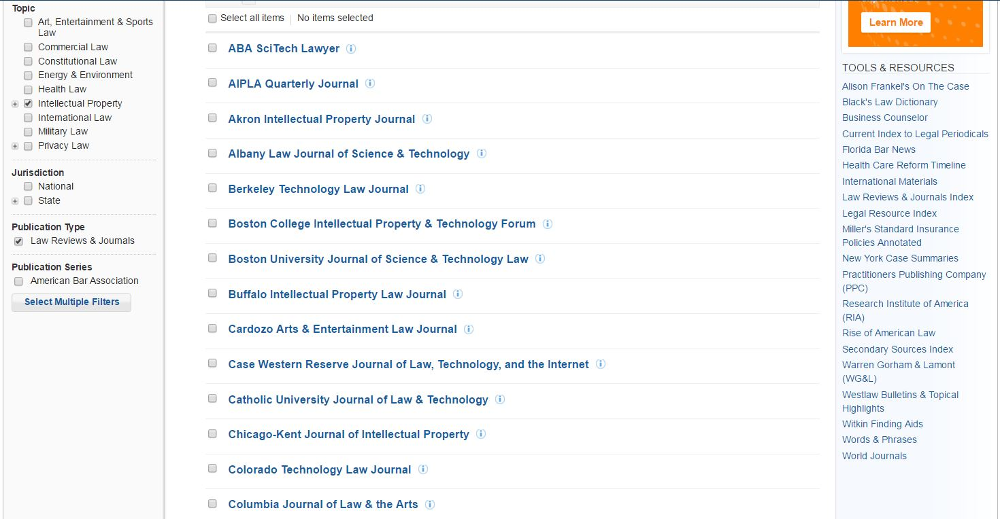 Topic
Art, Entertainment & Sports
Law
Commercial Law
Constitutional Law
Energy & Environment
Health Law
Intellectual Property
International Law
Military Law
Privacy Law
Jurisdiction
National
State
Publication Type
Law Reviews & Journals
Publication Series
American Bar Association
Select Multiple Filters
Select all items
No items selected
ABA SciTech Lawyer
AIPLA Quarterly Journal
Akron Intellectual Property Journal
Albany Law Journal of Science & Technology
Berkeley Technology Law Journal
Boston College Intellectual Property & Technology Forum
Boston University Journal of Science & Technology Law
Buffalo Intellectual Property Law Journal
Cardozo Arts & Entertainment Law Journal
Case Western Reserve Journal of Law, Technology, and the Internet
Catholic University Journal of Law & Technology
Chicago-Kent Journal of Intellectual Property
Colorado Technology Law Journal
Columbia Journal of Law & the Arts
Learn More
TOOLS & RESOURCES
Alison Frankel's On The Case
Black's Law Dictionary
Business Counselor
Current Index to Legal Periodicals
Florida Bar News
Health Care Reform Timeline
International Materials
Law Reviews & Journals Index
Legal Resource Index
Miller's Standard Insurance
Policies Annotated
New York Case Summaries
Practitioners Publishing Company
(PPC)
Research Institute of America
(RIA)
Rise of American Law
Secondary Sources Index
Warren Gorham & Lamont
(WG&L)
Westlaw Bulletins & Topical
Highlights
Witkin Finding Aids
Words & Phrases
World Journals